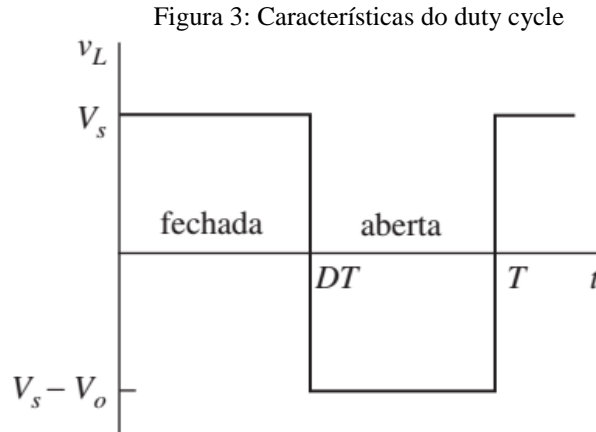 Figura 3: Características do duty cycle
v_L
V_s
fechada
aberta
DT
T
t
V_s – V_o